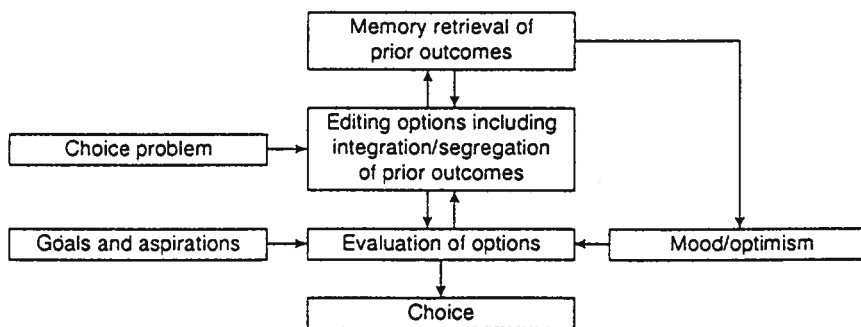 Memory retrieval of
prior outcomes
Editing options including
integration/segregation
of prior outcomes
Choice problem
Goals and aspirations
Evaluation of options
Mood/optimism
Choice